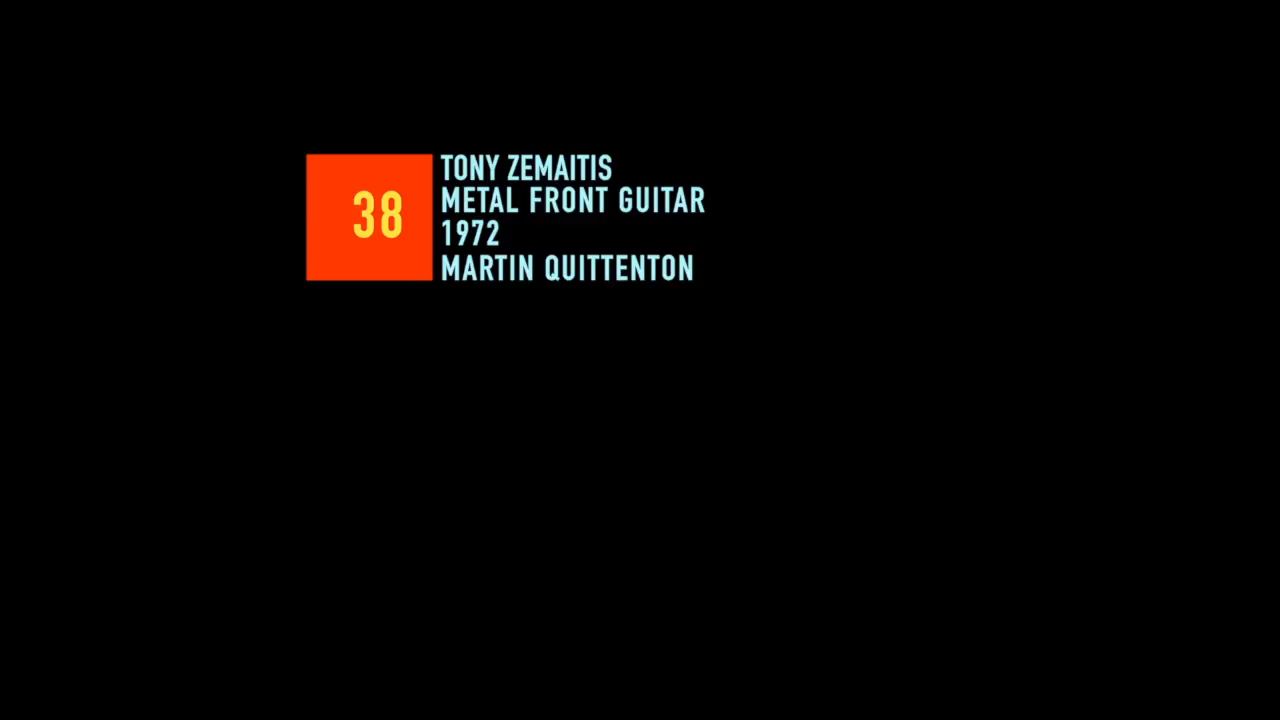 38
TONY ZEMAITIS
METAL FRONT GUITAR
1972
MARTIN QUITTENTON